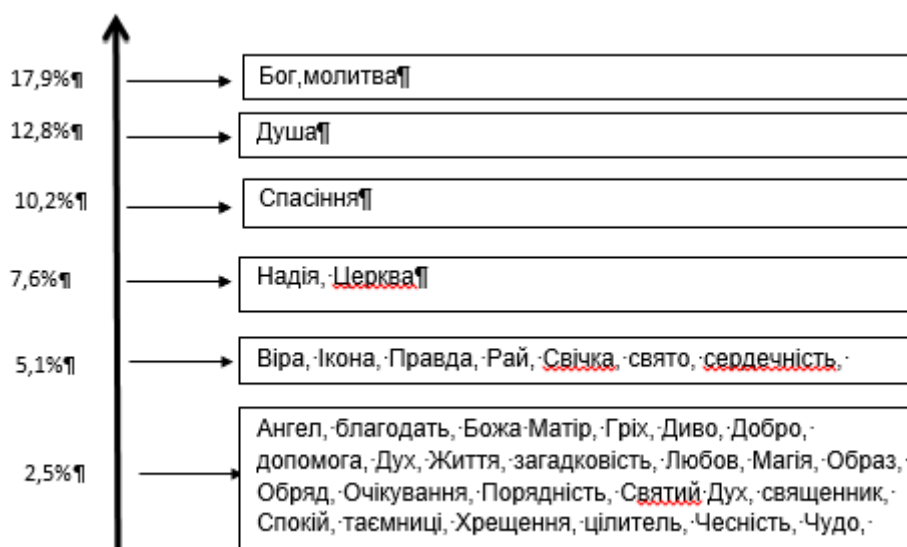 17,9%¶
Бог,молитва¶
12,8%¶
Душа¶
10,2%¶
Спасіння¶
7,6%¶
Надія, Церква¶
5,1%¶
Віра, Ікона, Правда, Рай, Свічка, свято, сердечність,
2,5%¶
Ангел, благодать, Божа Матір, Гріх, Диво, Добро,
допомога, Дух, Життя, загадковість, Любов, Магія, Образ,
Обряд, Очікування, Порядність, Святий Дух, священник,
Спокій, таємниці, Хрещення, цілитель, Чесність, Чудо,